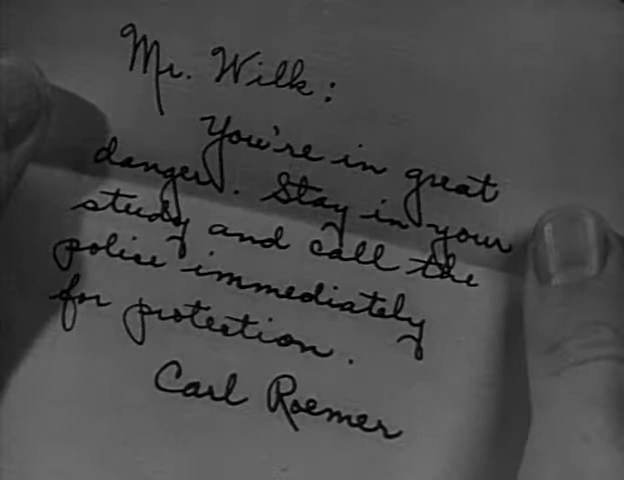 Mr. Wilk:
You're in great
danger. Stay in your
study and call the
police immediately
for protection.
Carl Roemer